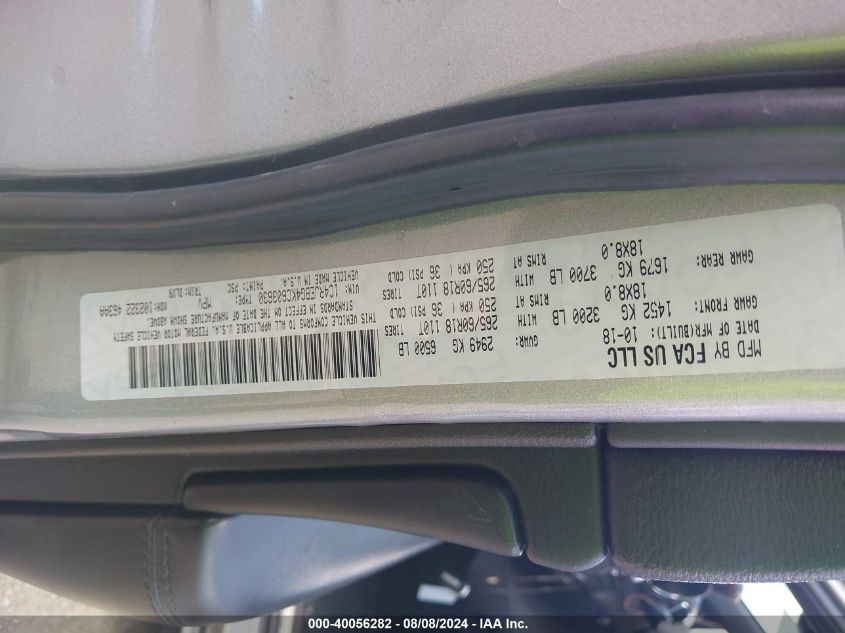 MFD BY FCA US LLC
DATE OF MFR(BUILT): 10-18
GVWR: 2949 KG 6500 LB
GAWR FRONT: 1452 KG 3200 LB WITH 265/60R18 110T TIRES
18X8.0 RIMS AT 250 KPA ( 36 PSI) COLD
GAWR REAR: 1679 KG 3700 LB WITH 265/60R18 110T TIRES
18X8.0 RIMS AT 250 KPA ( 36 PSI) COLD
THIS VEHICLE CONFORMS TO ALL APPLICABLE U.S.A. FEDERAL MOTOR VEHICLE SAFETY
STANDARDS IN EFFECT ON THE DATE OF MANUFACTURE SHOWN ABOVE.
VIN: 1C4RJEBG4KC603630 TYPE: MPV MDH: 102922 463AA
VEHICLE MADE IN U.S.A. PAINT: PSC TRIM: DLX9
000-40056282 - 08/08/2024 - IAA Inc.